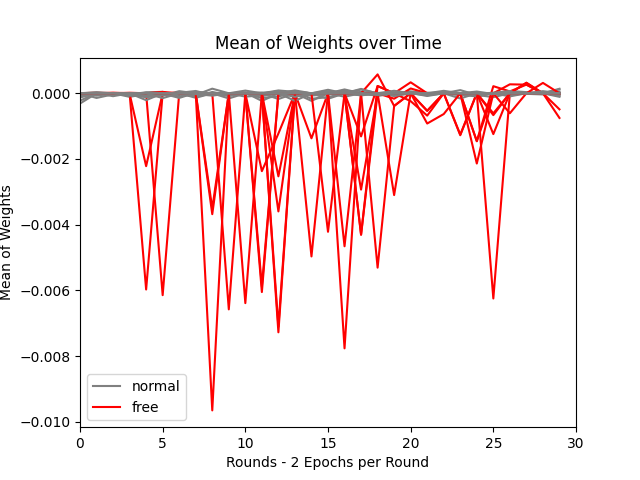 Mean of Weights over Time
Mean of Weights
0.000
−0.002
−0.004
−0.006
−0.008
−0.010
0 5 10 15 20 25 30
Rounds - 2 Epochs per Round
normal
free